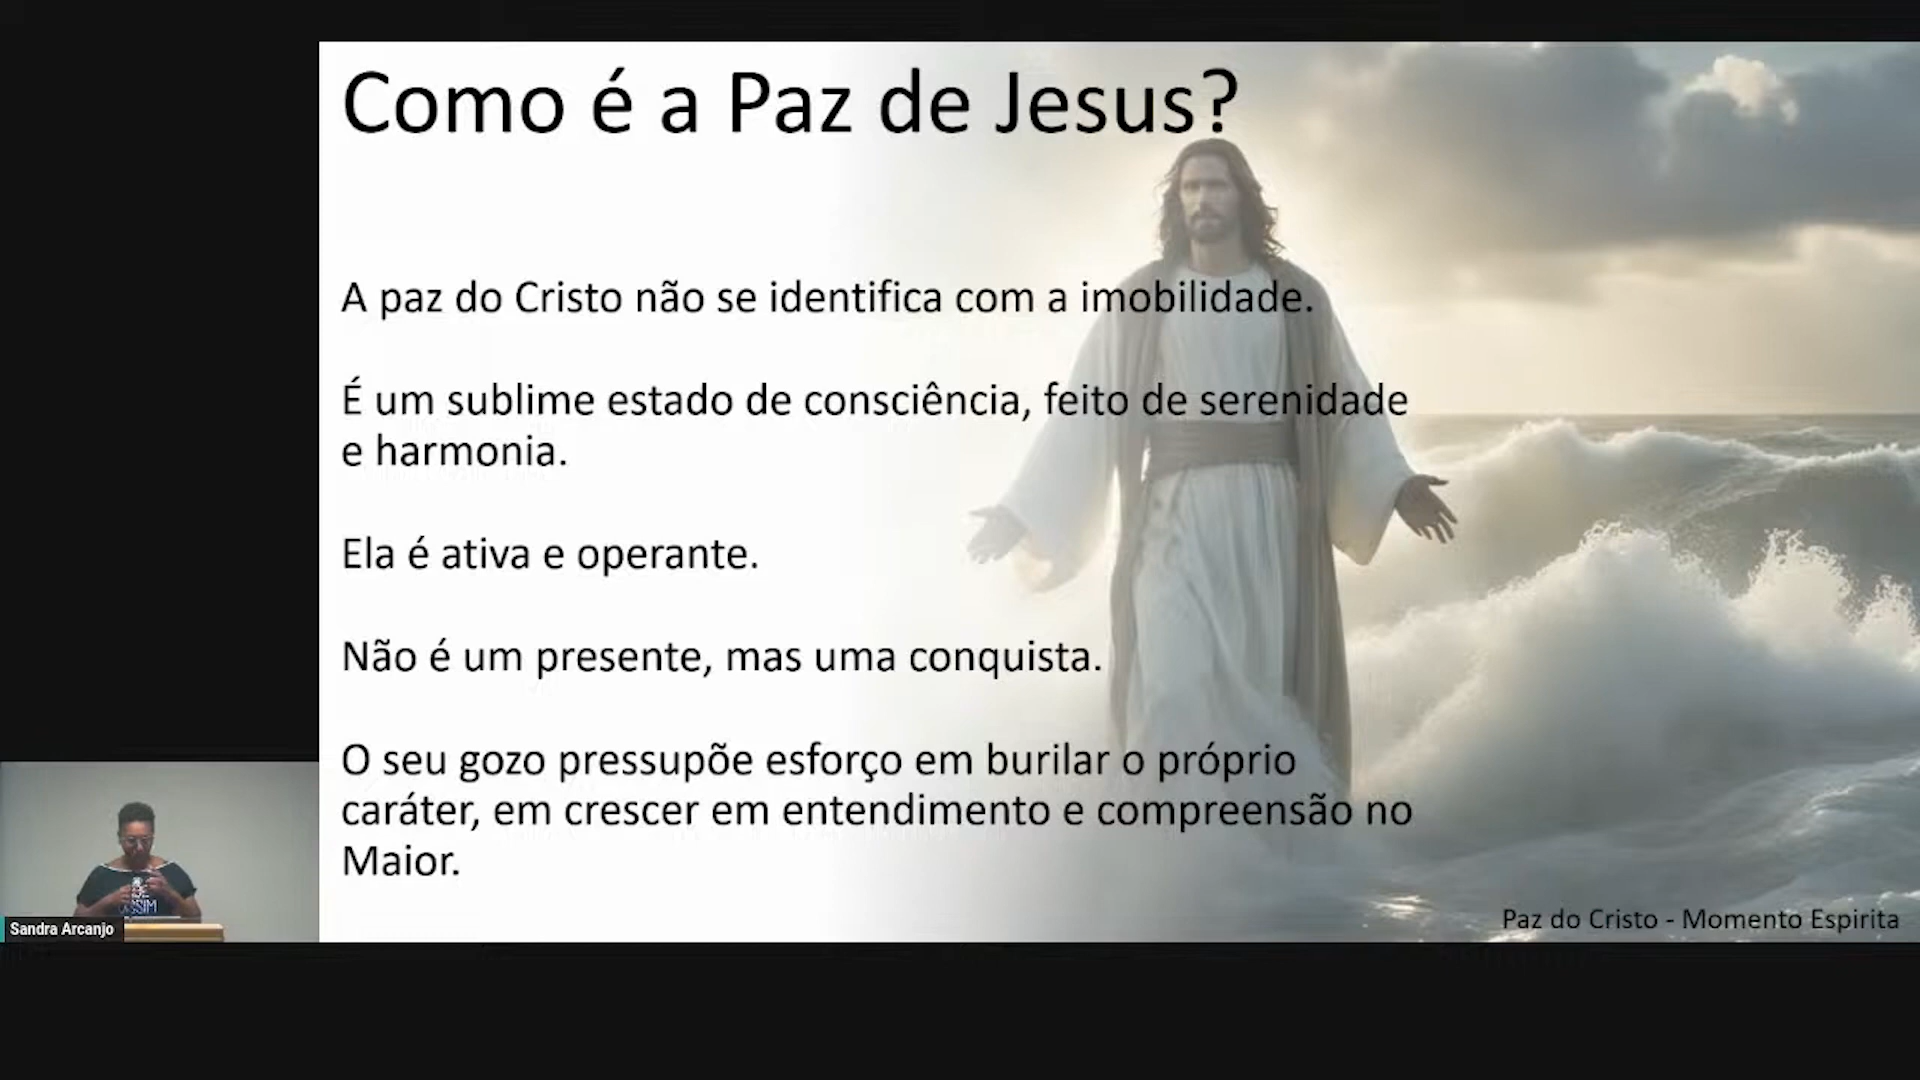 Como é a Paz de Jesus?
A paz do Cristo não se identifica com a imobilidade.
É um sublime estado de consciência, feito de serenidade
e harmonia.
Ela é ativa e operante.
Não é um presente, mas uma conquista.
O seu gozo pressupõe esforço em burilar o próprio
caráter, em crescer em entendimento e compreensão no
Maior.
Paz do Cristo - Momento Espirita
Sandra Arcanjo